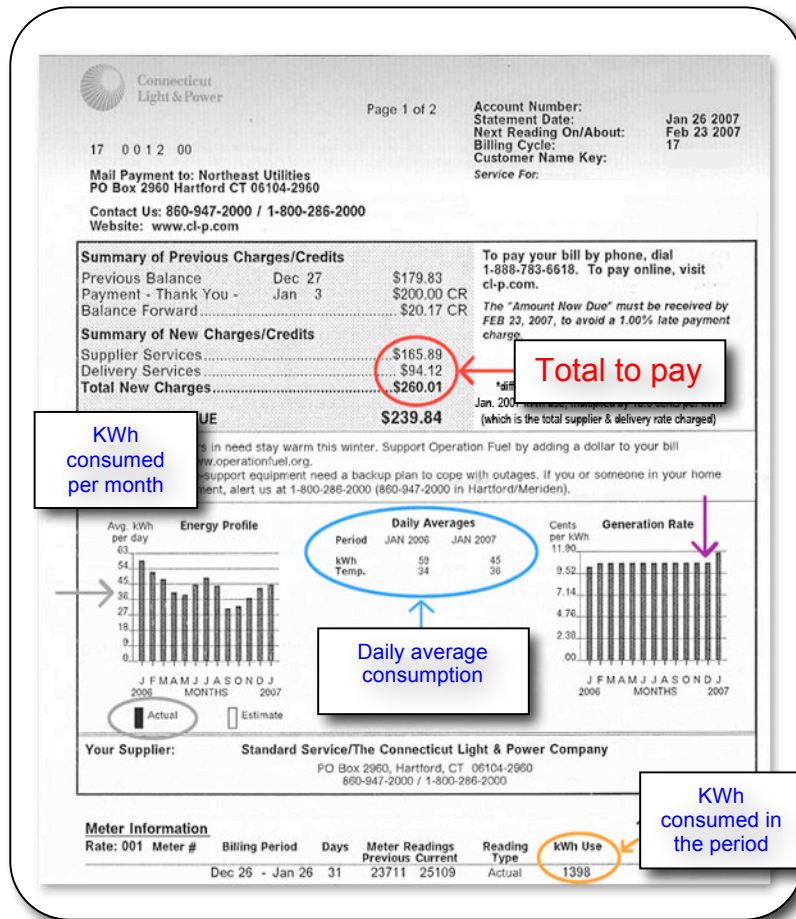 Connecticut
Light & Power
Page 1 of 2
Account Number:
Statement Date: Jan 26 2007
Next Reading On/About: Feb 23 2007
Billing Cycle: 17
Customer Name Key:
Service For:
17 0 0 1 2 00
Mail Payment to: Northeast Utilities
PO Box 2960 Hartford CT 06104-2960
Contact Us: 860-947-2000 / 1-800-286-2000
Website: www.cl-p.com
Summary of Previous Charges/Credits
Previous Balance Dec 27 $179.83
Payment - Thank You - Jan 3 $200.00 CR
Balance Forward $20.17 CR
Summary of New Charges/Credits
Supplier Services $165.89
Delivery Services $94.12
Total New Charges $260.01
UE $239.84
To pay your bill by phone, dial
1-888-783-6618. To pay online, visit
cl-p.com.
The "Amount Now Due" must be received by
FEB 23, 2007, to avoid a 1.00% late payment
charge.
Total to pay
(which is the total supplier & delivery rate charged)
KWh
consumed
per month
in need stay warm this winter. Support Operation Fuel by adding a dollar to your bill
ww.operationfuel.org.
-support equipment need a backup plan to cope with outages. If you or someone in your home
ment, alert us at 1-800-286-2000 (860-947-2000 in Hartford/Meriden).
Avg. kWh
per day
Energy Profile
63
54
45
36
27
18
9
0
J F M A M J J A S O N D J
2006 MONTHS 2007
Actual Estimate
Daily Averages
Period JAN 2006 JAN 2007
kWh 59 45
Temp. 34 36
Daily average
consumption
Cents
per kWh
Generation Rate
11.90
9.52
7.14
4.76
2.38
.00
J F M A M J J A S O N D J
2006 MONTHS 2007
Your Supplier: Standard Service/The Connecticut Light & Power Company
PO Box 2960, Hartford, CT 06104-2960
860-947-2000 / 1-800-286-2000
KWh
consumed in
the period
Meter Information
Rate: 001 Meter # Billing Period Days Meter Readings Reading kWh Use
Previous Current Type
Dec 26 - Jan 26 31 23711 25109 Actual 1398